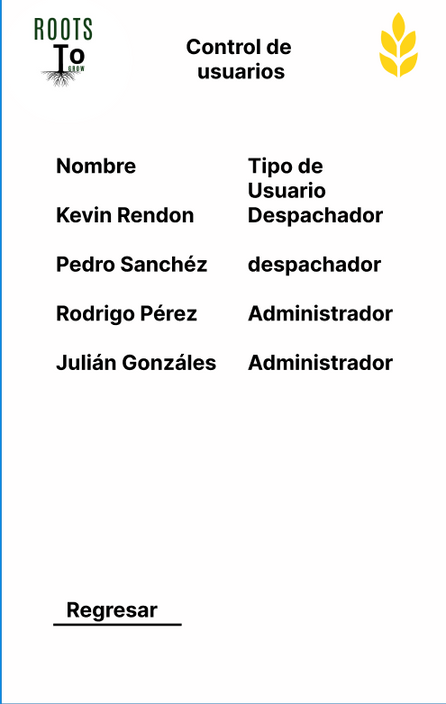 ROOTS
To
GROW
Control de
usuarios
Nombre
Tipo de
Usuario
Kevin Rendon
Despachador
Pedro Sanchéz
despachador
Rodrigo Pérez
Administrador
Julián Gonzáles
Administrador
Regresar